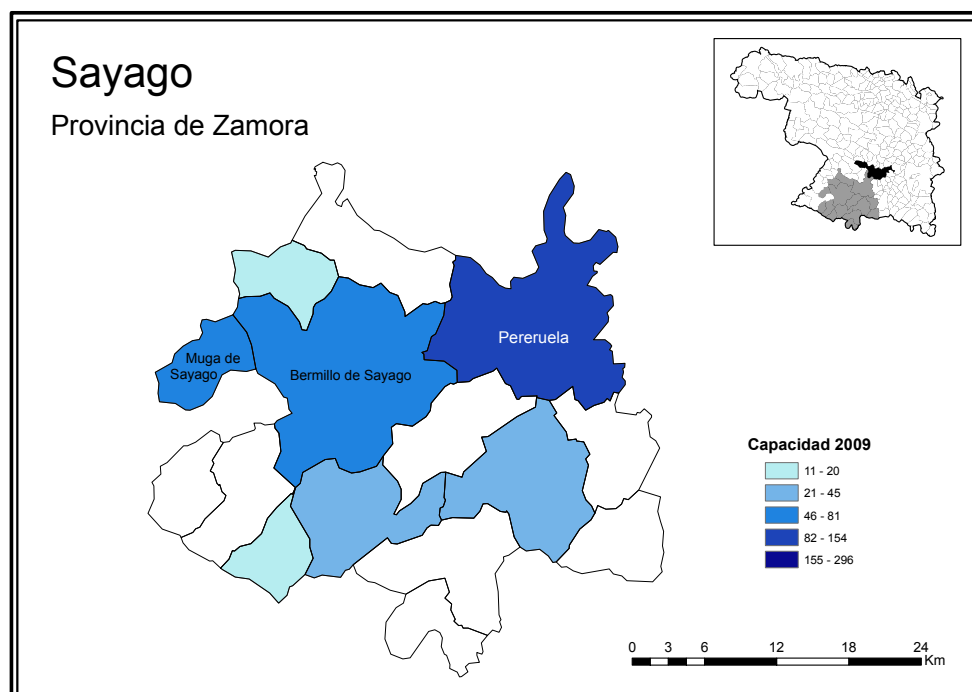 Sayago
Provincia de Zamora
Pereruela
Muga de
Sayago
Bermillo de Sayago
Capacidad 2009
11 - 20
21 - 45
46 - 81
82 - 154
155 - 296
0 3 6 12 18 24
Km